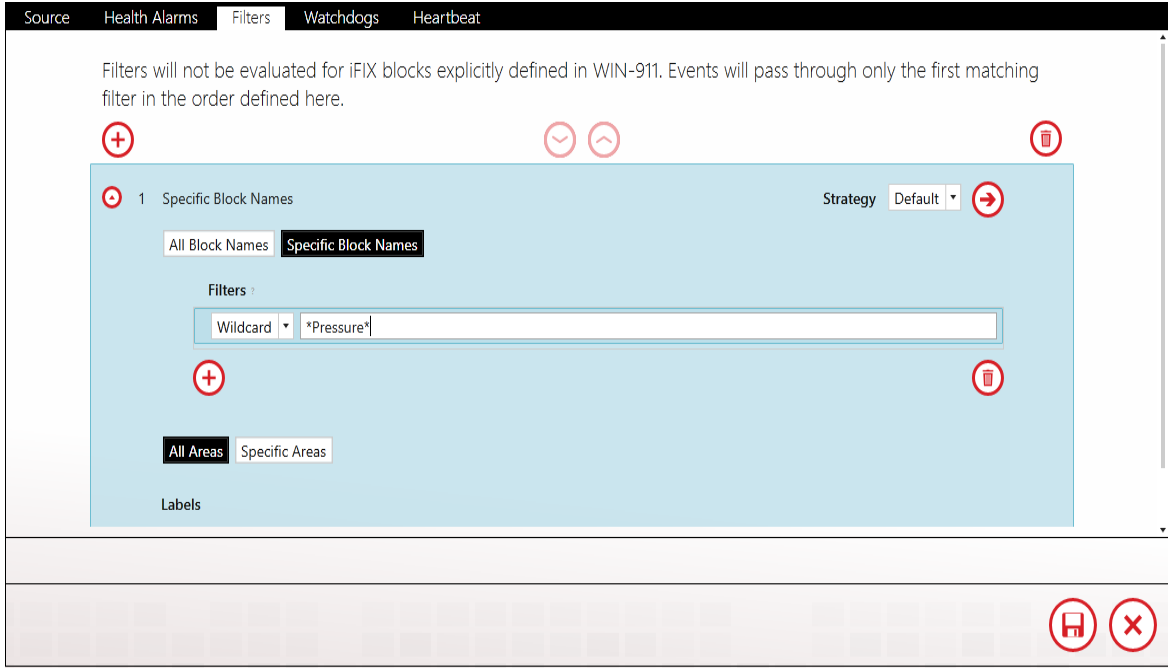 Source Health Alarms Filters Watchdogs Heartbeat
Filters will not be evaluated for iFIX blocks explicitly defined in WIN-911. Events will pass through only the first matching
filter in the order defined here.
1 Specific Block Names Strategy Default
All Block Names Specific Block Names
Filters ?
Wildcard *Pressure*
All Areas Specific Areas
Labels